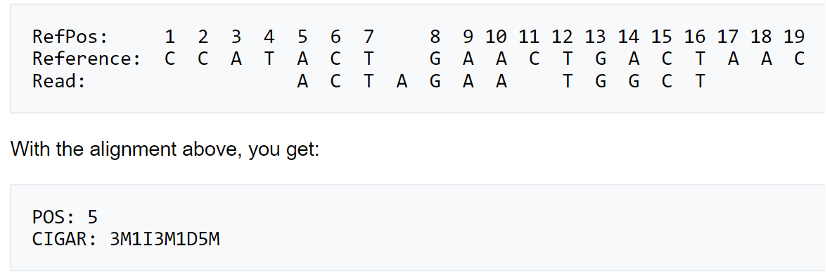 RefPos:     1  2  3  4  5  6  7     8  9 10 11 12 13 14 15 16 17 18 19
Reference:  C  C  A  T  A  C  T     G  A  A  C  T  G  A  C  T  A  A  C
Read:                   A  C  T  A  G  A  A     T  G  G  C  T
With the alignment above, you get:
POS: 5
CIGAR: 3M1I3M1D5M